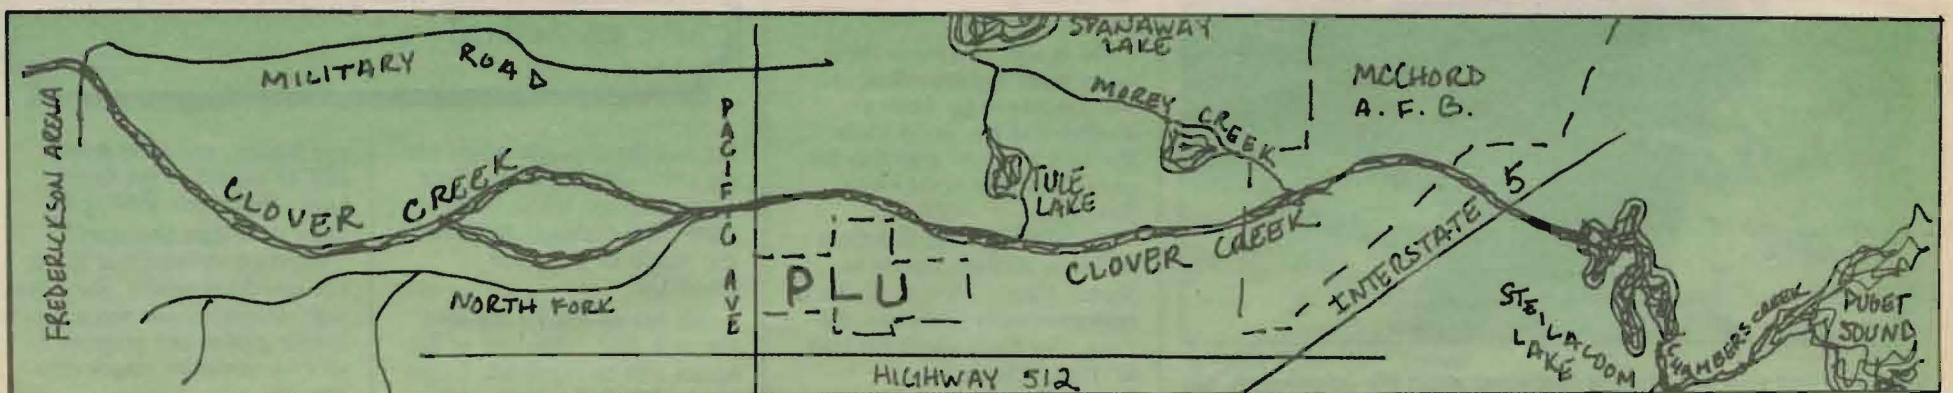 FREDERICKSON AREA
MILITARY ROAD
CLOVER CREEK
NORTH FORK
PACIFIC AVE
PLU
HIGHWAY 512
SPANAWAY
LAKE
MOREY CREEK
TULE
LAKE
CLOVER CREEK
MCCHORD
A. F. B.
INTERSTATE 5
STEILACOOM
LAKE
CHAMBERS CREEK
PUGET
SOUND